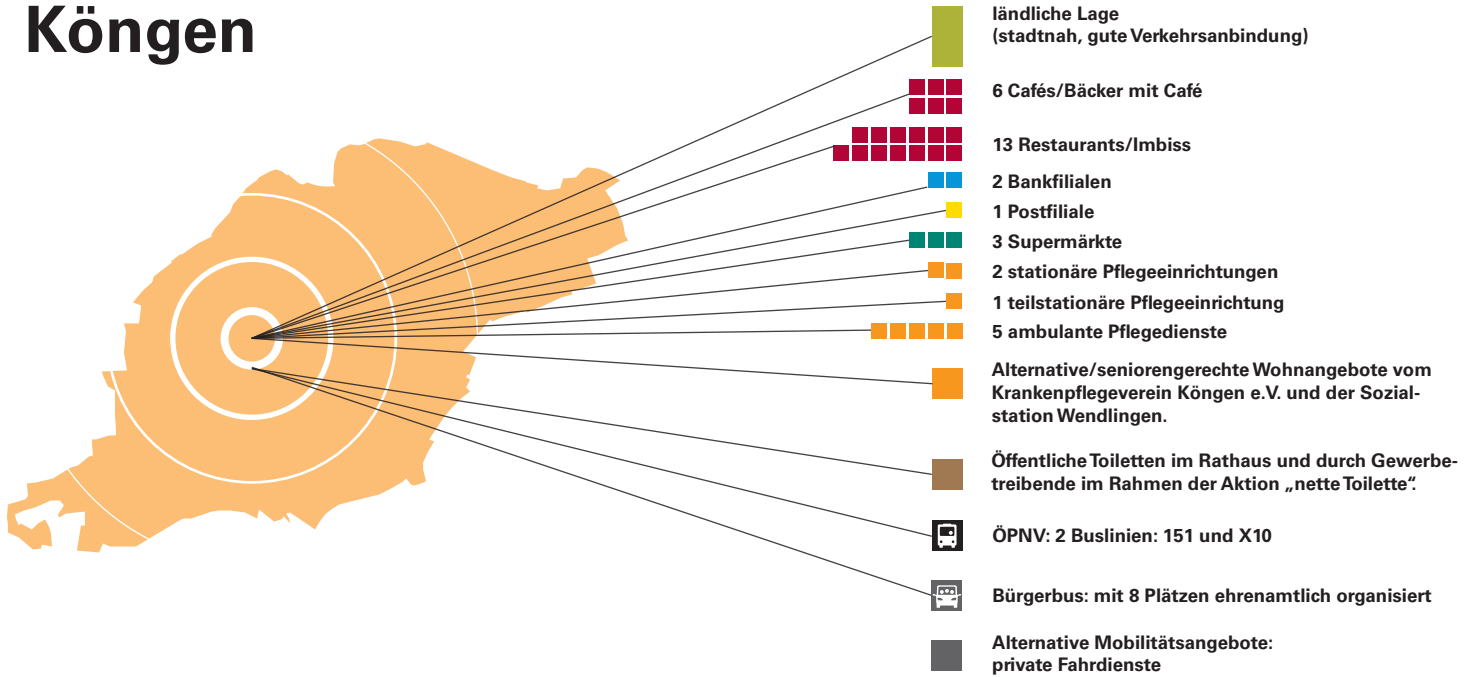 Köngen
ländliche Lage
(stadtnah, gute Verkehrsanbindung)
6 Cafés/Bäcker mit Café
13 Restaurants/Imbiss
2 Bankfilialen
1 Postfiliale
3 Supermärkte
2 stationäre Pflegeeinrichtungen
1 teilstationäre Pflegeeinrichtung
5 ambulante Pflegedienste
Alternative/seniorengerechte Wohnangebote vom
Krankenpflegeverein Köngen e.V. und der Sozial-
station Wendlingen.
Öffentliche Toiletten im Rathaus und durch Gewerbe-
treibende im Rahmen der Aktion „nette Toilette“.
ÖPNV: 2 Buslinien: 151 und X10
Bürgerbus: mit 8 Plätzen ehrenamtlich organisiert
Alternative Mobilitätsangebote:
private Fahrdienste